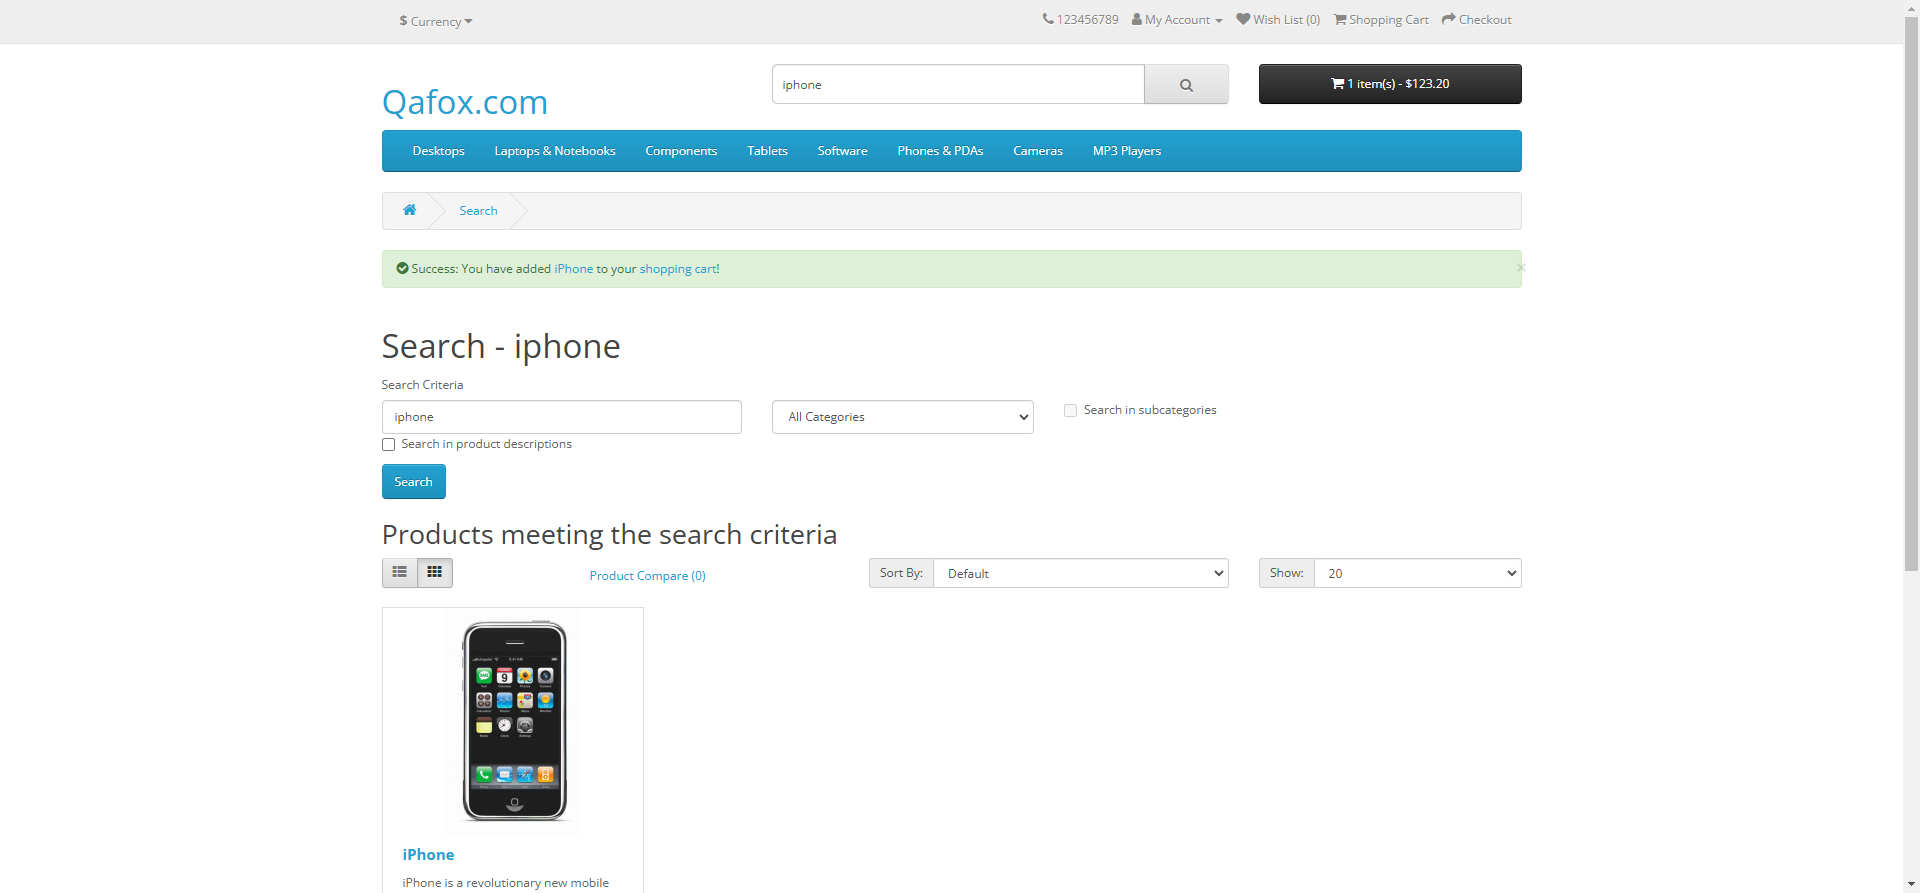 $ Currency
123456789 My Account Wish List (0) Shopping Cart Checkout
Qafox.com
iphone
1 item(s) - $123.20
Desktops Laptops & Notebooks Components Tablets Software Phones & PDAs Cameras MP3 Players
Search
Success: You have added iPhone to your shopping cart!
×
Search - iphone
Search Criteria
iphone
All Categories
Search in subcategories
Search in product descriptions
Search
Products meeting the search criteria
Product Compare (0)
Sort By: Default
Show: 20
iPhone
iPhone is a revolutionary new mobile